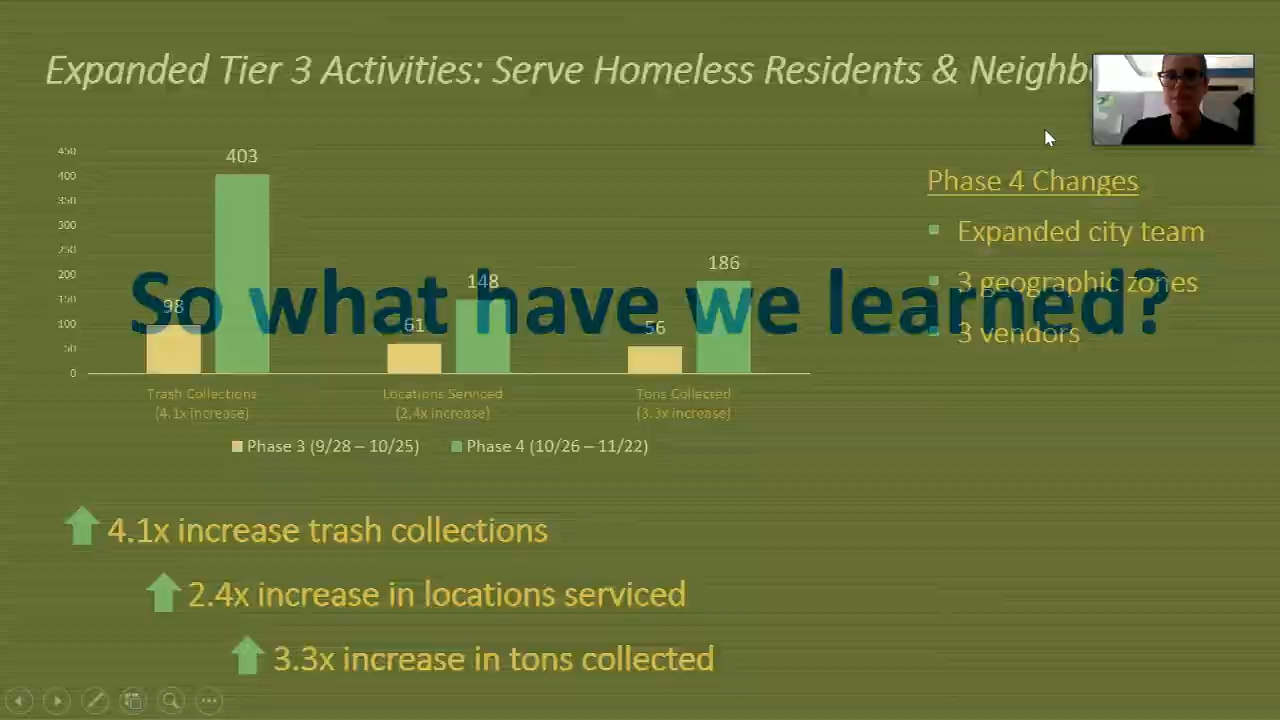 Expanded Tier 3 Activities: Serve Homeless Residents & Neighb
450
400
350
300
250
200
150
100
50
0
403
98
148
61
186
56
Trash Collections
(4.1x increase)
Locations Serviced
(2.4x increase)
Tons Collected
(3.3x increase)
Phase 3 (9/28 – 10/25)
Phase 4 (10/26 – 11/22)
Phase 4 Changes
Expanded city team
3 geographic zones
3 vendors
So what have we learned?
4.1x increase trash collections
2.4x increase in locations serviced
3.3x increase in tons collected